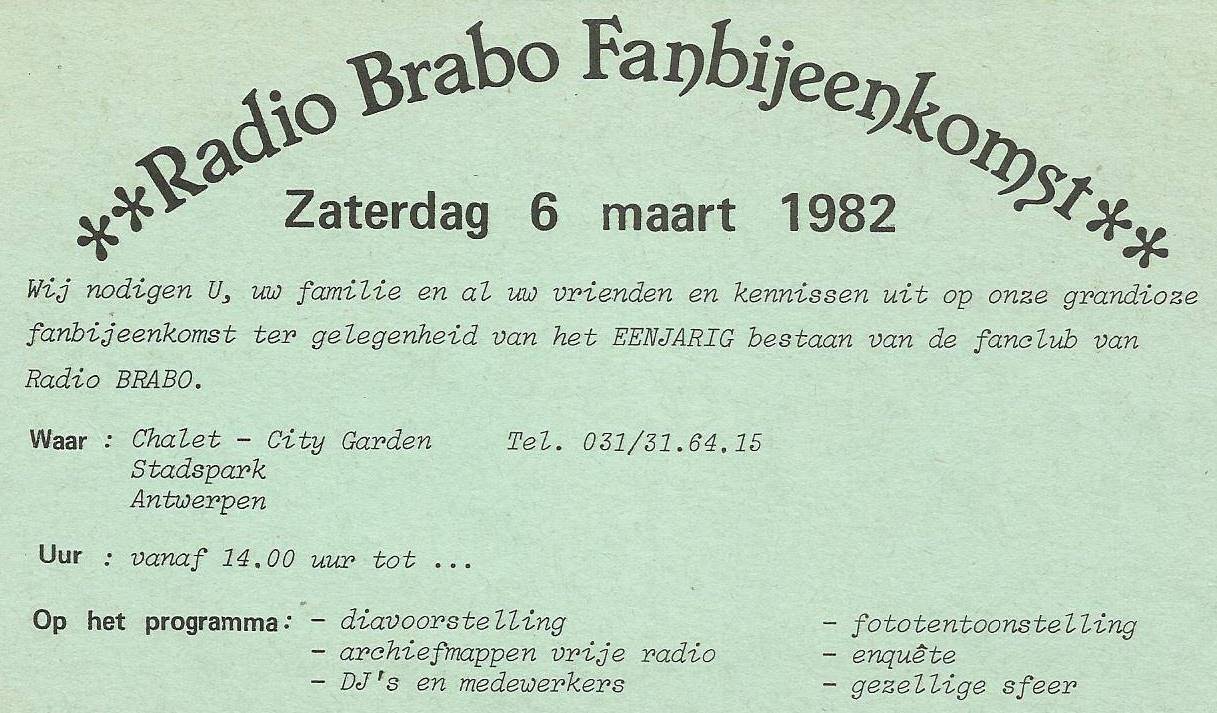 **Radio Brabo Fanbijeenkomst**
Zaterdag 6 maart 1982
Wij nodigen U, uw familie en al uw vrienden en kennissen uit op onze grandioze
fanbijeenkomst ter gelegenheid van het EENJARIG bestaan van de fanclub van
Radio BRABO.
Waar : Chalet - City Garden Tel. 031/31.64.15
Stadspark
Antwerpen
Uur : vanaf 14.00 uur tot ...
Op het programma: - diavoorstelling - fototentoonstelling
- archiefmappen vrije radio - enquête
- DJ's en medewerkers - gezellige sfeer